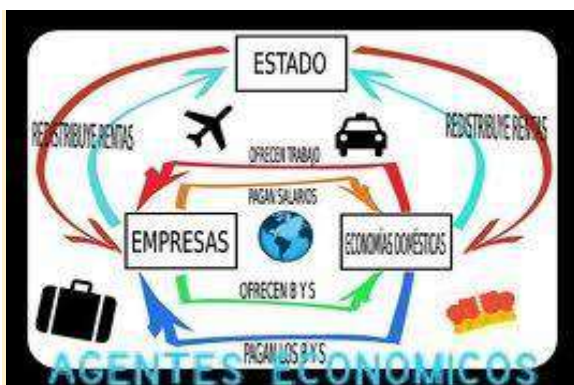 ESTADO
REDISTRIBUYE RENTAS
REDISTRIBUYE RENTAS
OFRECEN TRABAJO
PAGAN SALARIOS
EMPRESAS
ECONOMÍAS DOMÉSTICAS
OFRECEN B Y S
PAGAN LOS B Y S
AGENTES ECONOMICOS